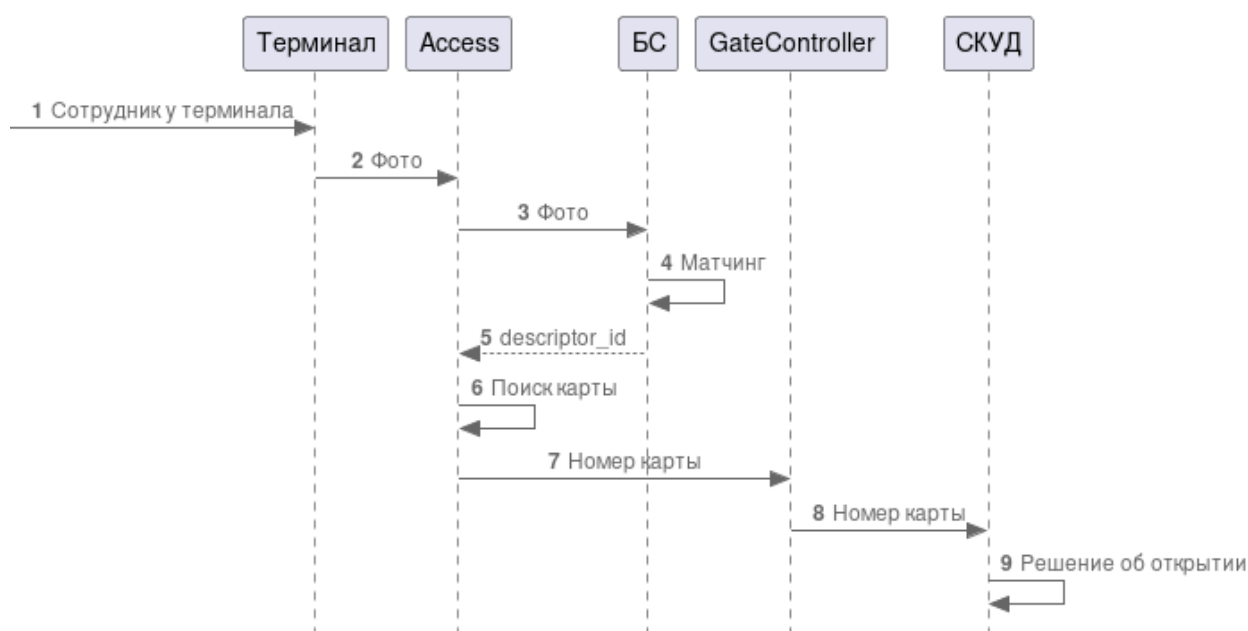 Терминал Access БС GateController СКУД
1 Сотрудник у терминала
2 Фото
3 Фото
4 Матчинг
5 descriptor_id
6 Поиск карты
7 Номер карты
8 Номер карты
9 Решение об открытии